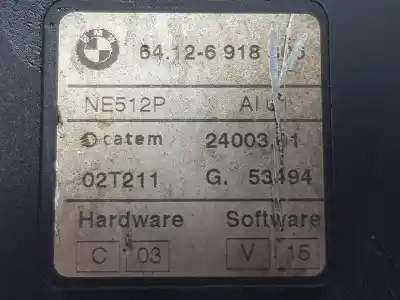 64.12-6 918
NE512P AI
catem 24003.01
02T211 G. 53494
Hardware Software
C 03 V 15